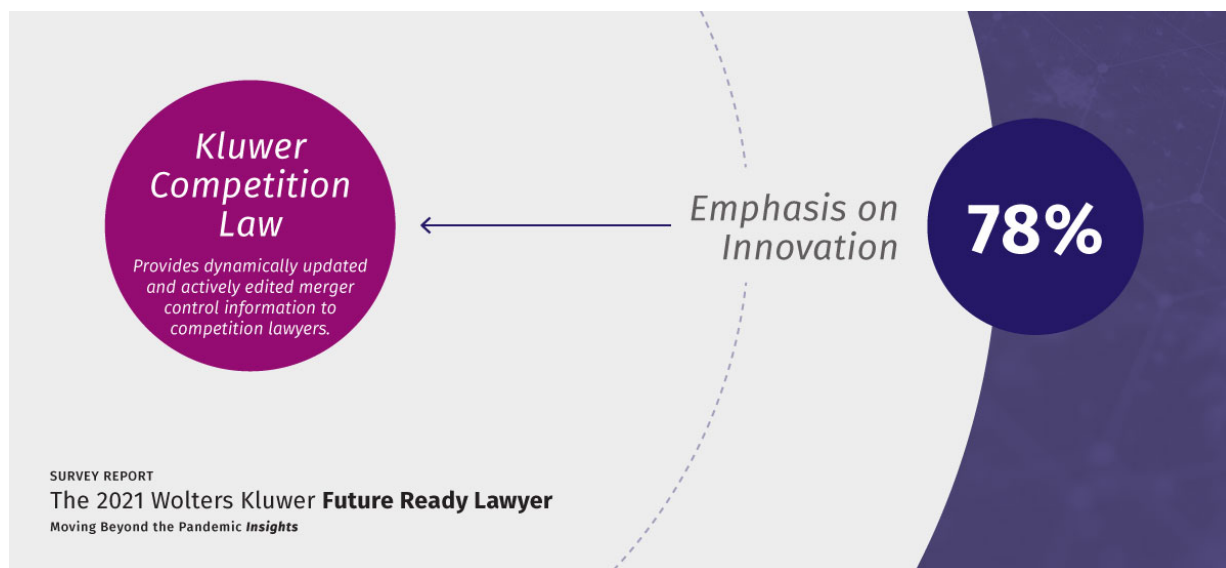 Kluwer
Competition
Law
Provides dynamically updated
and actively edited merger
control information to
competition lawyers.
Emphasis on
Innovation
78%
SURVEY REPORT
The 2021 Wolters Kluwer Future Ready Lawyer
Moving Beyond the Pandemic Insights